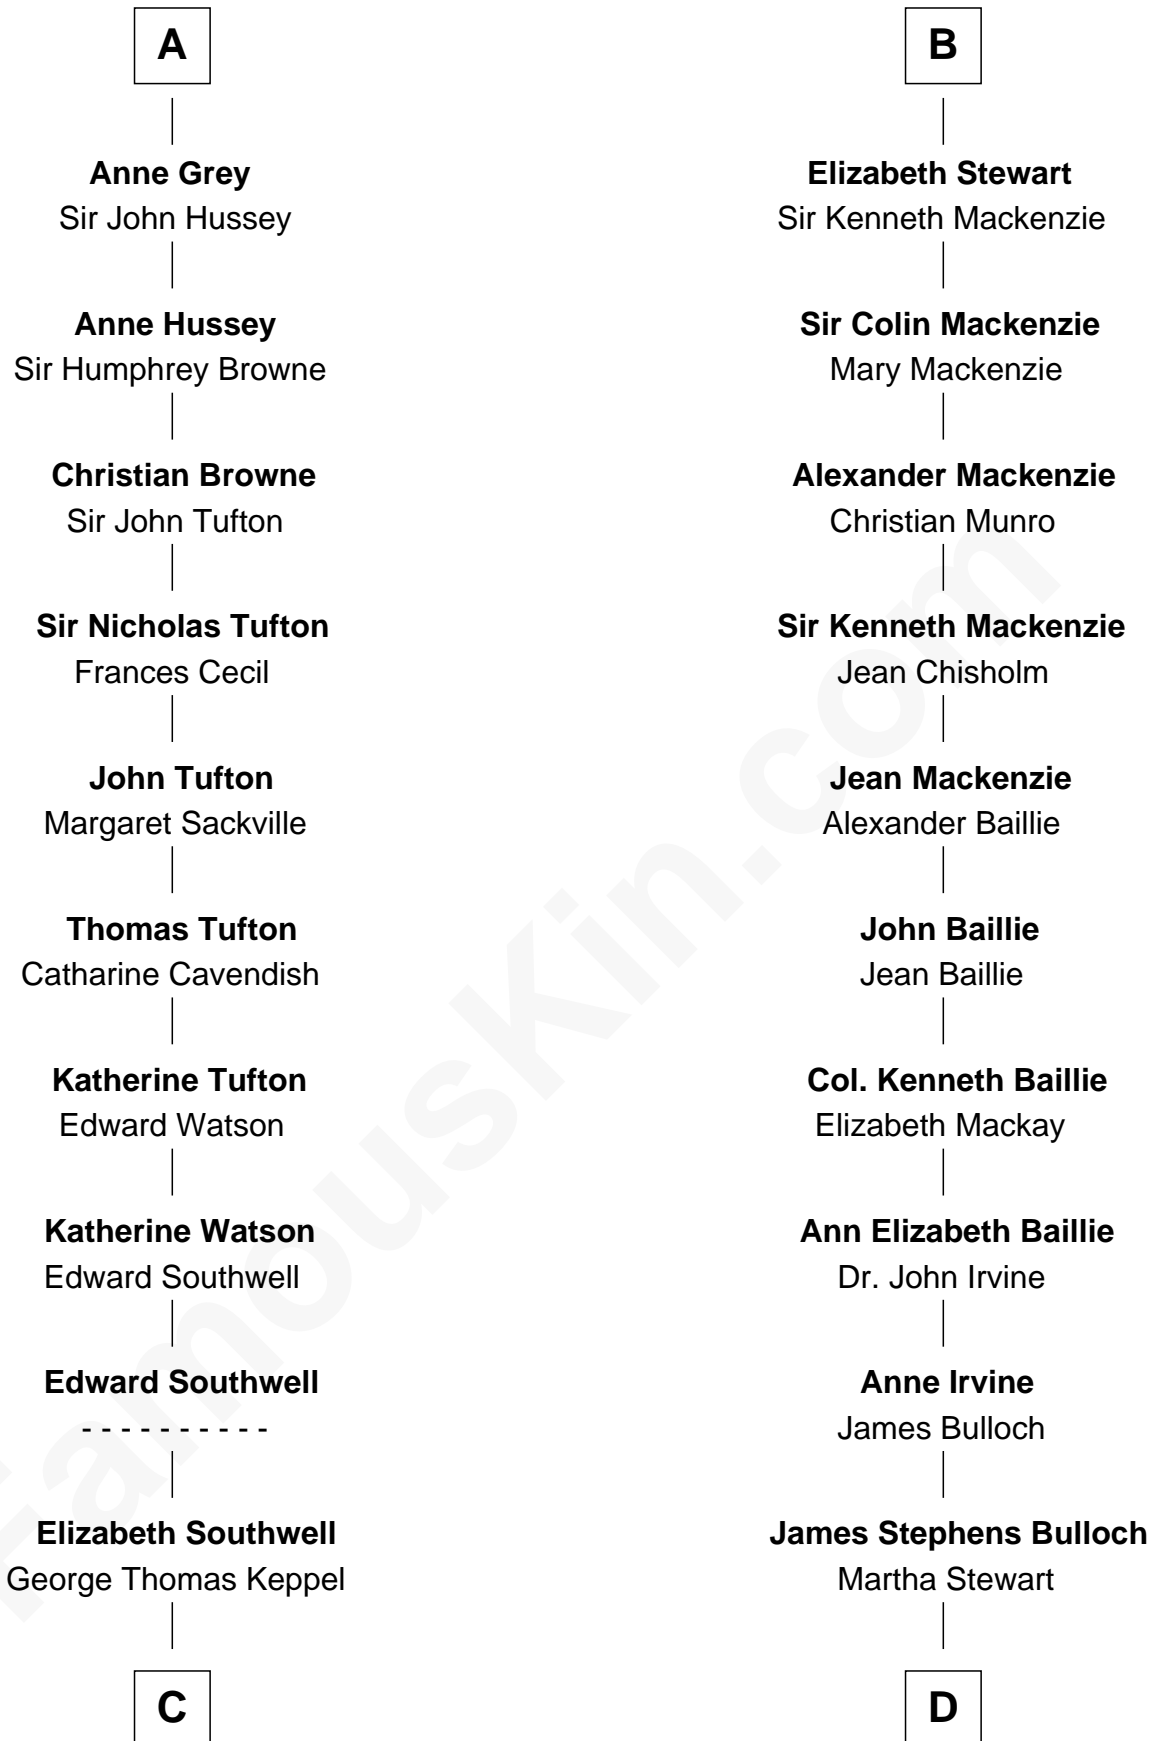 A
Anne Grey
Sir John Hussey
Anne Hussey
Sir Humphrey Browne
Christian Browne
Sir John Tufton
Sir Nicholas Tufton
Frances Cecil
John Tufton
Margaret Sackville
Thomas Tufton
Catharine Cavendish
Katherine Tufton
Edward Watson
Katherine Watson
Edward Southwell
Edward Southwell
- - - - - - - - - -
Elizabeth Southwell
George Thomas Keppel
C
B
Elizabeth Stewart
Sir Kenneth Mackenzie
Sir Colin Mackenzie
Mary Mackenzie
Alexander Mackenzie
Christian Munro
Sir Kenneth Mackenzie
Jean Chisholm
Jean Mackenzie
Alexander Baillie
John Baillie
Jean Baillie
Col. Kenneth Baillie
Elizabeth Mackay
Ann Elizabeth Baillie
Dr. John Irvine
Anne Irvine
James Bulloch
James Stephens Bulloch
Martha Stewart
D
FamousKin.com